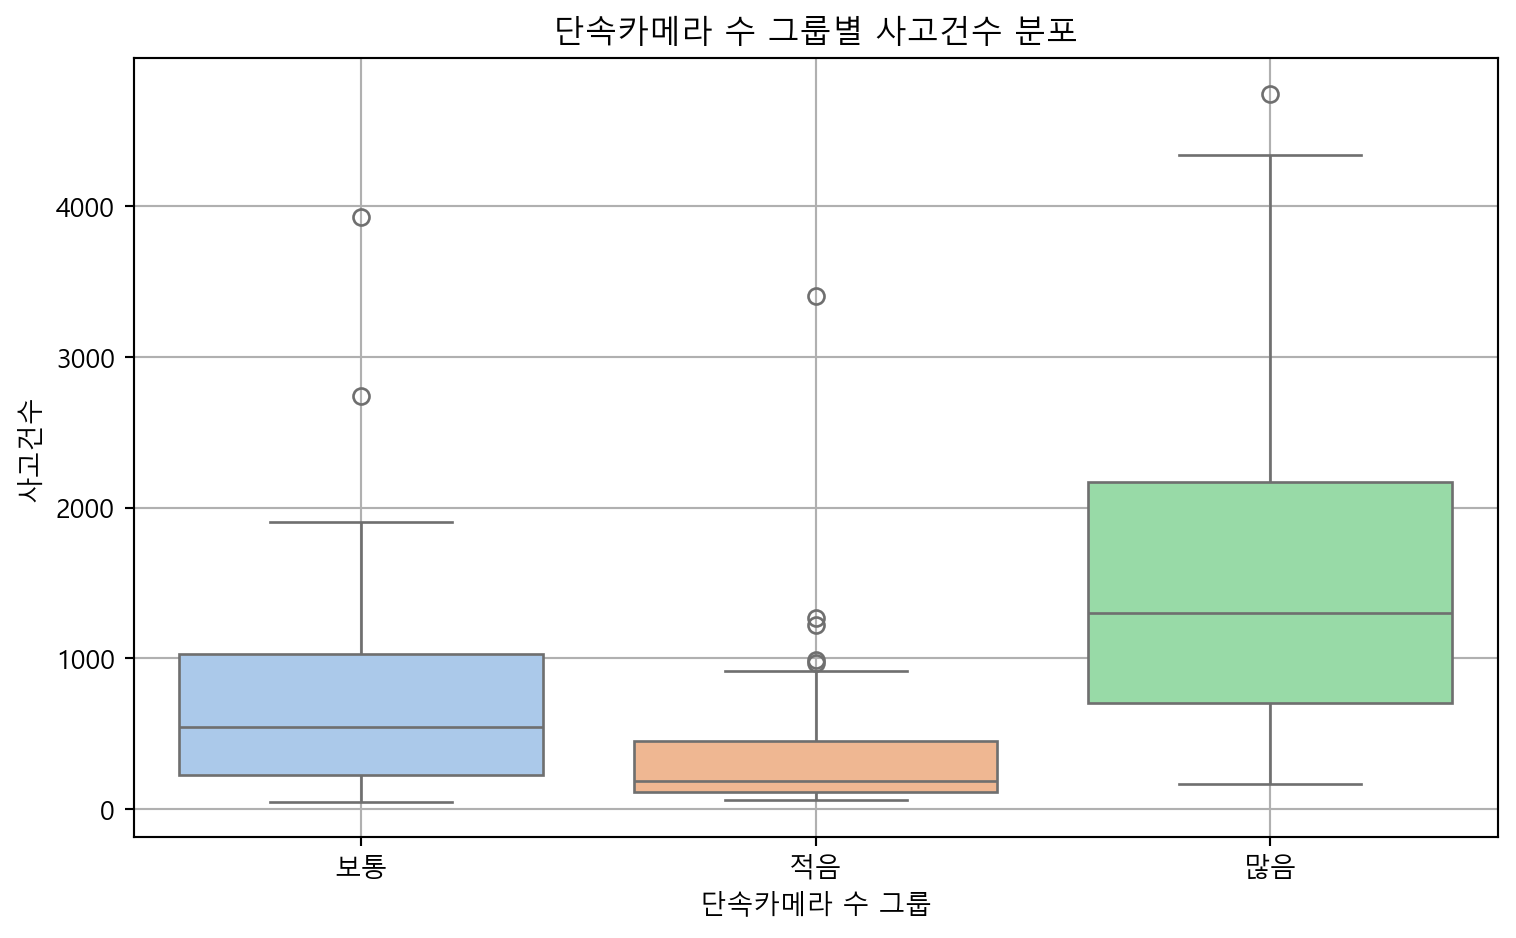 단속카메라 수 그룹별 사고건수 분포
사고건수
4000
3000
2000
1000
0
보통
적음
많음
단속카메라 수 그룹